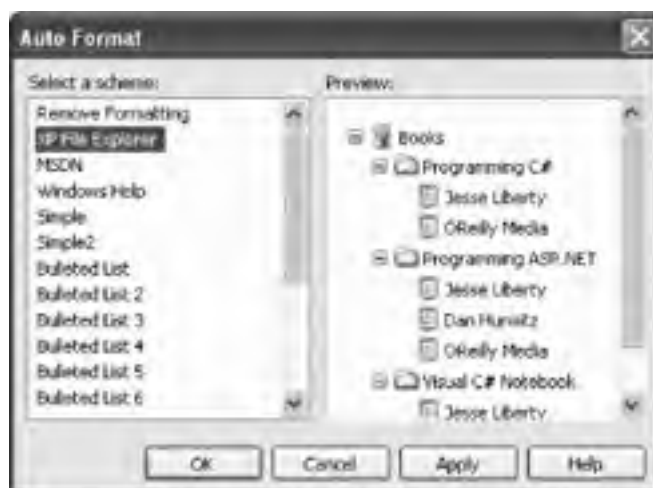 Auto Format
Select a scheme:
Remove Formatting
XP File Explorer
MSDN
Windows Help
Simple
Simple2
Bulleted List
Bulleted List 2
Bulleted List 3
Bulleted List 4
Bulleted List 5
Bulleted List 6
Preview:
Books
Programming C#
Jesse Liberty
OReilly Media
Programming ASP.NET
Jesse Liberty
Dan Hurwitz
OReilly Media
Visual C# Notebook
Jesse Liberty
OK
Cancel
Apply
Help